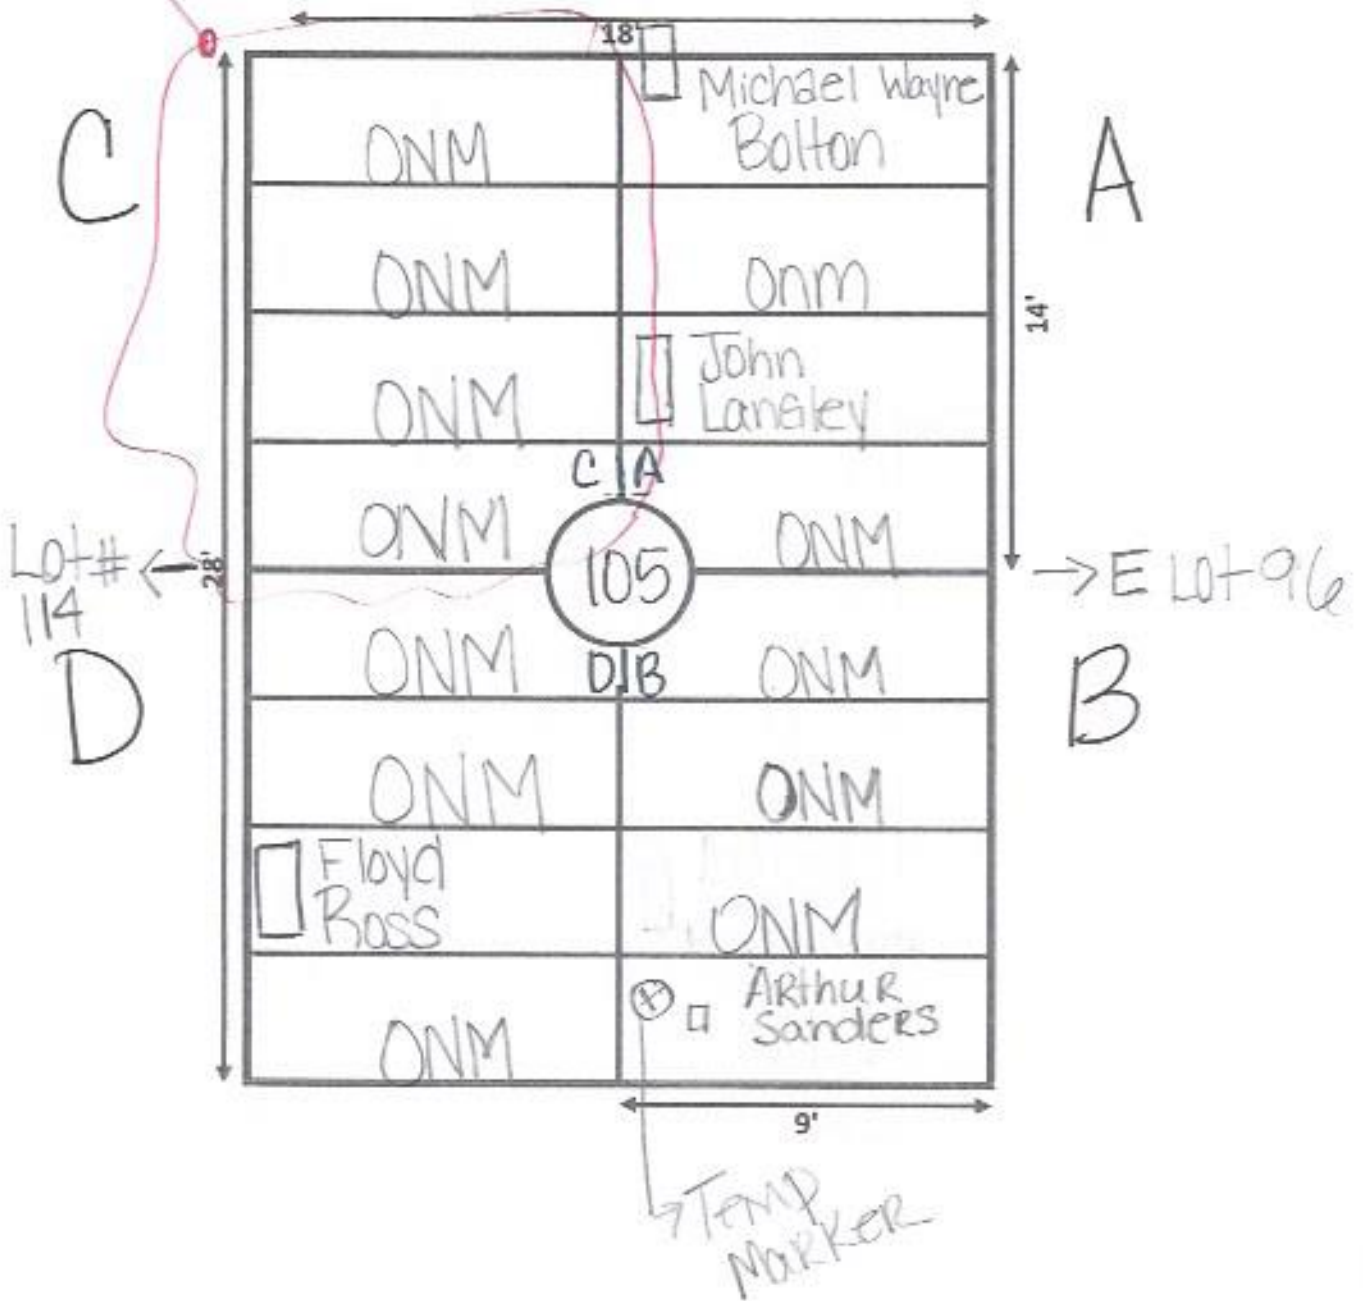 18'
Michael Wayne
Bolton
C
ONM
A
ONM
Onm
14'
John
Langley
ONM
C A
ONM
ONM
Lot#
114
28'
105
E Lot 96
D
ONM
D B
ONM
B
ONM
ONM
Floyd
Ross
ONM
ARthuR
SandeRS
ONM
9'
Temp
MaRKeR